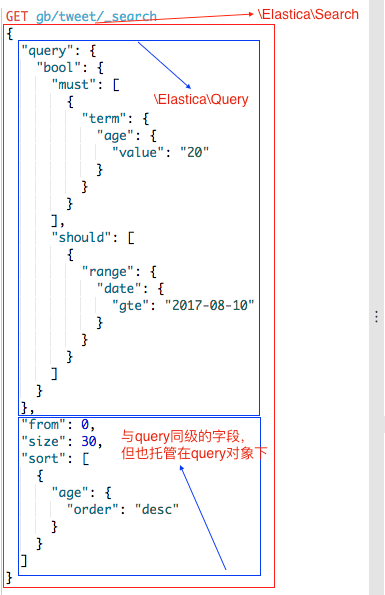 GET gb/tweet/_search
\Elastica\Search
{
"query": {
"bool": {
"must": [
{
\Elastica\Query
"term": {
"age": {
"value": "20"
}
}
}
],
"should": [
{
"range": {
"date": {
"gte": "2017-08-10"
}
}
}
]
}
},
"from": 0,
"size": 30,
"sort": [
{
"age": {
"order": "desc"
}
}
]
}
与query同级的字段，
但也托管在query对象下